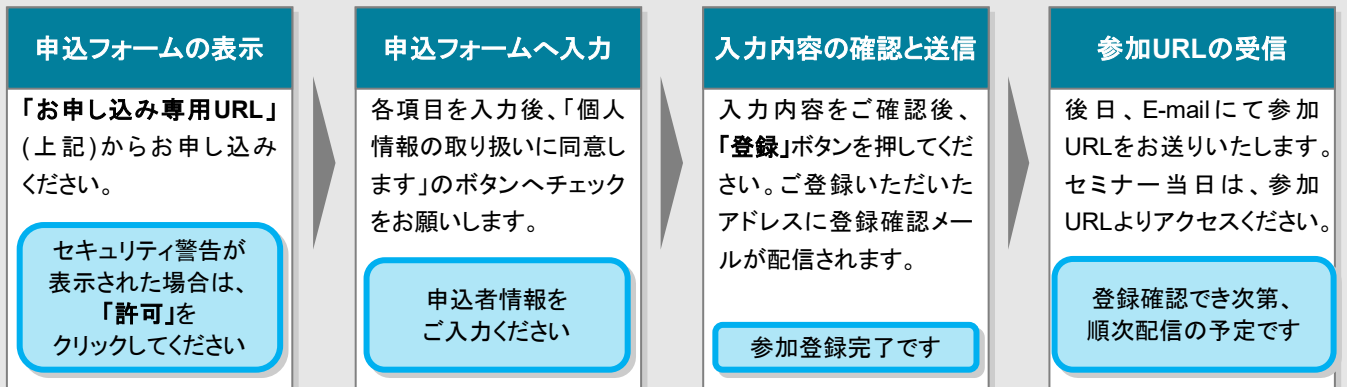 申込フォームの表示
「お申し込み専用URL」
(上記)からお申し込み
ください。
セキュリティ警告が
表示された場合は、
「許可」を
クリックしてください
申込フォームへ入力
各項目を入力後、「個人
情報の取り扱いに同意し
ます」のボタンへチェック
をお願いします。
申込者情報を
ご入力ください
入力内容の確認と送信
入力内容をご確認後、
「登録」ボタンを押してくだ
さい。ご登録いただいた
アドレスに登録確認メー
ルが配信されます。
参加登録完了です
参加URLの受信
後日、E-mailにて参加
URLをお送りいたします。
セミナー当日は、参加
URLよりアクセスください。
登録確認でき次第、
順次配信の予定です